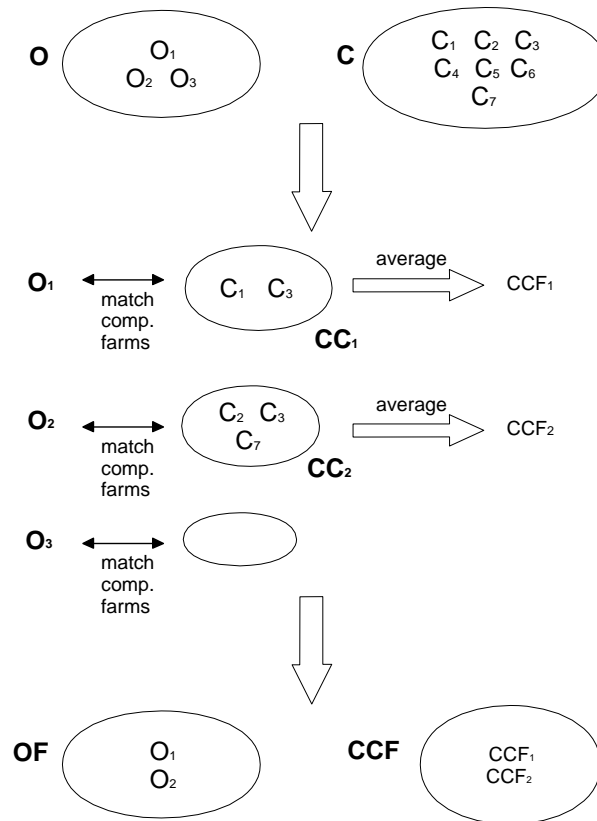 O
O1
O2 O3
C
C1 C2 C3
C4 C5 C6
C7
O1
match
comp.
farms
C1 C3
CC1
average
CCF1
O2
match
comp.
farms
C2 C3
C7
CC2
average
CCF2
O3
match
comp.
farms
OF
O1
O2
CCF
CCF1
CCF2